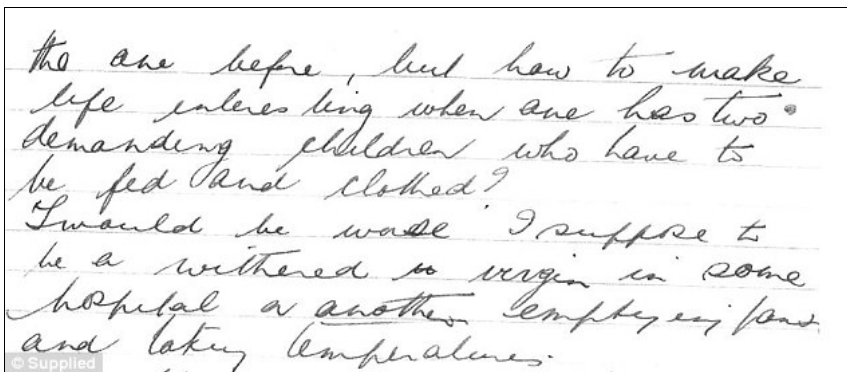 the one before, but how to make
life interesting when one has two
demanding children who have to
be fed and clothed?
I would be worse I suppose to
be a withered virgin in some
hospital or another emptying pans
and taking temperatures.
© Supplied